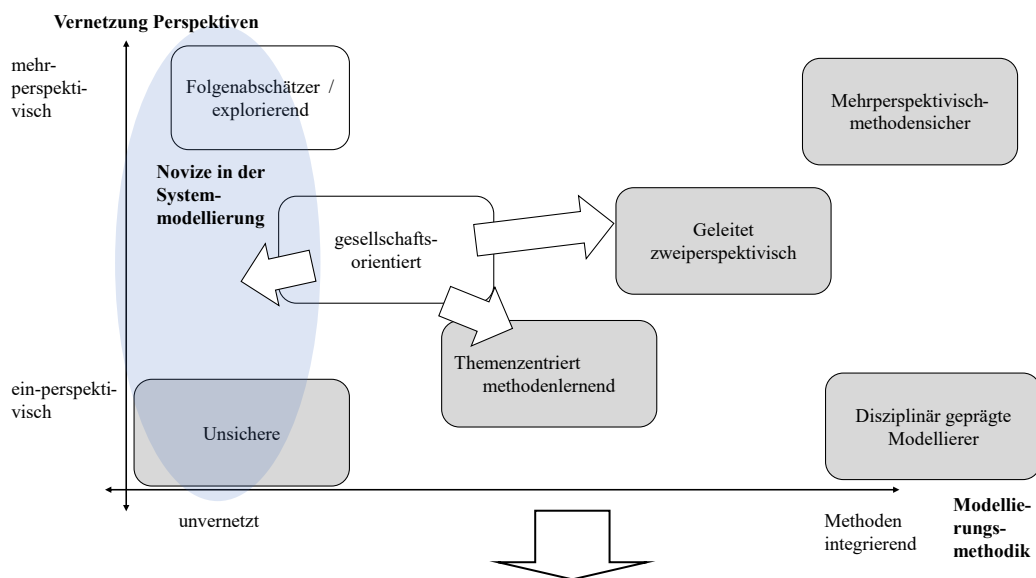 Vernetzung Perspektiven
mehr-
perspekti-
visch
Folgenabschätzer /
explorierend
Mehrperspektivisch-
methodensicher
Novize in der
System-
modellierung
gesellschafts-
orientiert
Geleitet
zweiperspektivisch
Themenzentriert
methodenlernend
ein-perspekti-
visch
Unsichere
Disziplinär geprägte
Modellierer
unvernetzt
Methoden
integrierend
Modellie-
rungs-
methodik